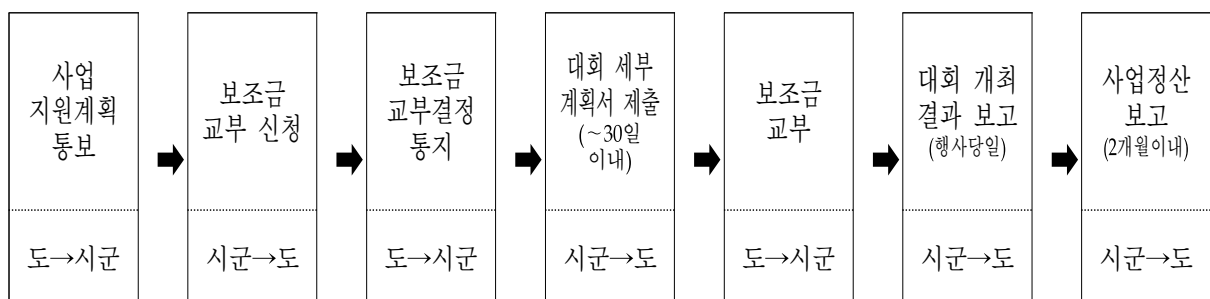 사업
지원계획
통보
도→시군
보조금
교부 신청
시군→도
보조금
교부결정
통지
도→시군
대회 세부
계획서 제출
(~30일
이내)
시군→도
보조금
교부
도→시군
대회 개최
결과 보고
(행사당일)
시군→도
사업정산
보고
(2개월이내)
시군→도